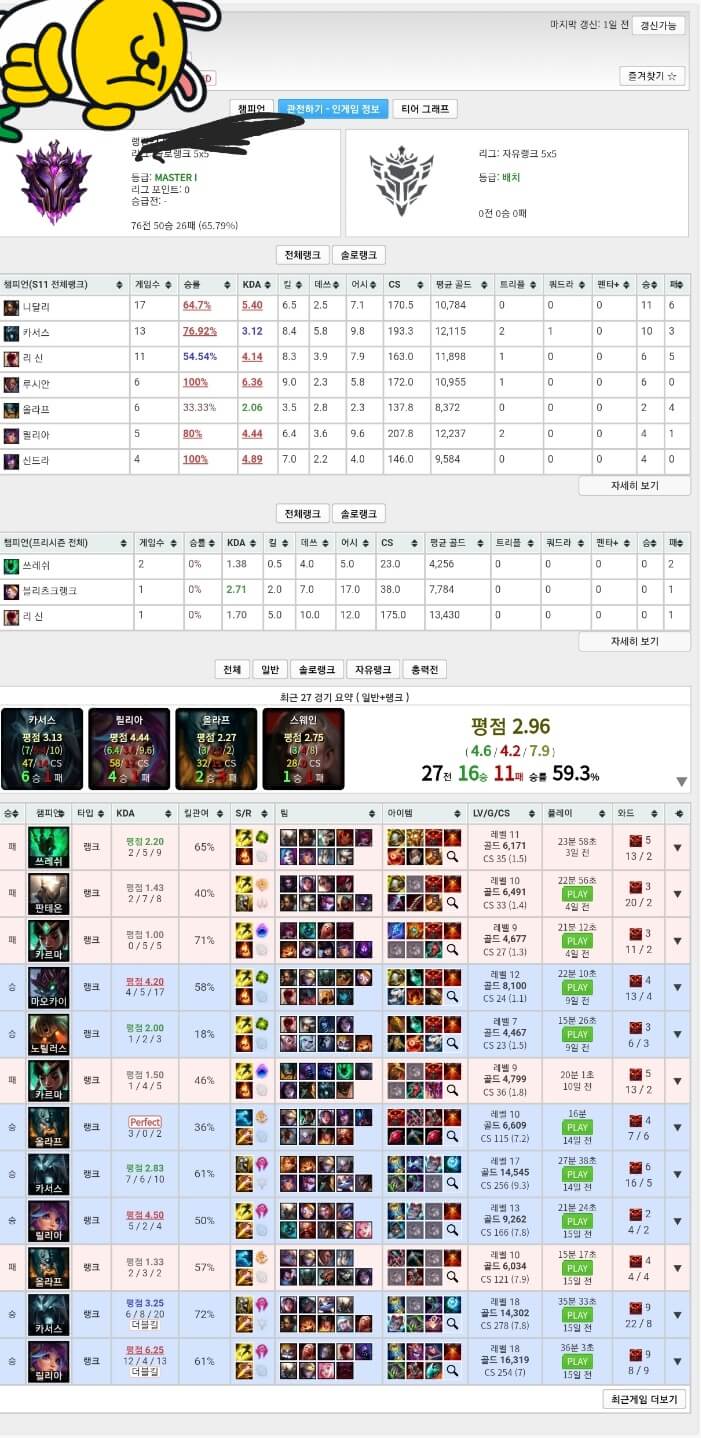 마지막 갱신: 1일 전 갱신가능
즐겨찾기 ☆
챔피언 관전하기 - 인게임 정보 티어 그래프
등급: MASTER I
리그 포인트: 0
승급전: -
76전 50승 26패 (65.79%)
리그: 자유랭크 5x5
등급: 배치
0전 0승 0패
전체랭크 솔로랭크
챔피언(S11 전체랭크) 게임수 승률 KDA 킬 데쓰 어시 CS 평균 골드 트리플 쿼드라 펜타+ 승 패
니달리 17 64.7% 5.40 6.5 2.5 7.1 170.5 10,784 0 0 0 11 6
카서스 13 76.92% 3.12 8.4 5.8 9.8 193.3 12,115 2 1 0 10 3
리 신 11 54.54% 4.14 8.3 3.9 7.9 163.0 11,898 1 0 0 6 5
루시안 6 100% 6.36 9.0 2.3 5.8 172.0 10,955 1 0 0 6 0
올라프 6 33.33% 2.06 3.5 2.8 2.3 137.8 8,372 0 0 0 2 4
릴리아 5 80% 4.44 6.4 3.6 9.6 207.8 12,237 2 0 0 4 1
신드라 4 100% 4.89 7.0 2.2 4.0 146.0 9,584 0 0 0 4 0
자세히 보기
전체랭크 솔로랭크
챔피언(프리시즌 전체) 게임수 승률 KDA 킬 데쓰 어시 CS 평균 골드 트리플 쿼드라 펜타+ 승 패
쓰레쉬 2 0% 1.38 0.5 4.0 5.0 23.0 4,256 0 0 0 0 2
블리츠크랭크 1 0% 2.71 2.0 7.0 17.0 38.0 7,784 0 0 0 0 1
리 신 1 0% 1.70 5.0 10.0 12.0 175.0 13,430 0 0 0 0 1
자세히 보기
전체 일반 솔로랭크 자유랭크 총력전
최근 27 경기 요약 ( 일반+랭크 )
카서스 릴리아 올라프 스웨인
평점 3.13 평점 4.44 평점 2.27 평점 2.75
6승 1패 4승 1패 2승 패 1승 패
평점 2.96
( 4.6 / 4.2 / 7.9 )
27전 16승 11패 승률 59.3%
승 챔피언 타입 KDA 킬관여 S/R 팀 아이템 LV/G/CS 플레이 와드
패 쓰레쉬 랭크 평점 2.20 2 / 5 / 9 65% 레벨 11 골드 6,171 CS 35 (1.5) 23분 58초 3일 전 5 13 / 2
패 판테온 랭크 평점 1.43 2 / 7 / 8 40% 레벨 10 골드 6,491 CS 33 (1.4) 22분 56초 PLAY 4일 전 3 20 / 2
패 카르마 랭크 평점 1.00 0 / 5 / 5 71% 레벨 9 골드 4,677 CS 27 (1.3) 21분 12초 PLAY 4일 전 3 11 / 2
승 마오카이 랭크 평점 4.20 4 / 5 / 17 58% 레벨 12 골드 8,100 CS 24 (1.1) 22분 10초 PLAY 9일 전 4 13 / 4
승 노틸러스 랭크 평점 2.00 1 / 2 / 3 18% 레벨 7 골드 4,467 CS 23 (1.5) 15분 26초 PLAY 9일 전 3 6 / 3
패 카르마 랭크 평점 1.50 1 / 4 / 5 46% 레벨 9 골드 4,799 CS 36 (1.8) 20분 1초 10일 전 5 13 / 2
승 올라프 랭크 Perfect 3 / 0 / 2 36% 레벨 10 골드 6,609 CS 115 (7.2) 16분 PLAY 14일 전 4 7 / 6
승 카서스 랭크 평점 2.83 7 / 6 / 10 61% 레벨 17 골드 14,545 CS 256 (9.3) 27분 38초 PLAY 14일 전 6 16 / 5
승 릴리아 랭크 평점 4.50 5 / 2 / 4 50% 레벨 13 골드 9,262 CS 166 (7.8) 21분 24초 PLAY 15일 전 2 4 / 2
패 올라프 랭크 평점 1.33 2 / 3 / 2 57% 레벨 10 골드 6,034 CS 121 (7.9) 15분 17초 PLAY 15일 전 4 4 / 4
승 카서스 랭크 평점 3.25 6 / 8 / 20 더블킬 72% 레벨 18 골드 14,302 CS 278 (7.8) 35분 33초 PLAY 15일 전 9 22 / 8
승 릴리아 랭크 평점 6.25 12 / 4 / 13 더블킬 61% 레벨 18 골드 16,319 CS 254 (7) 36분 3초 PLAY 15일 전 9 8 / 9
최근게임 더보기